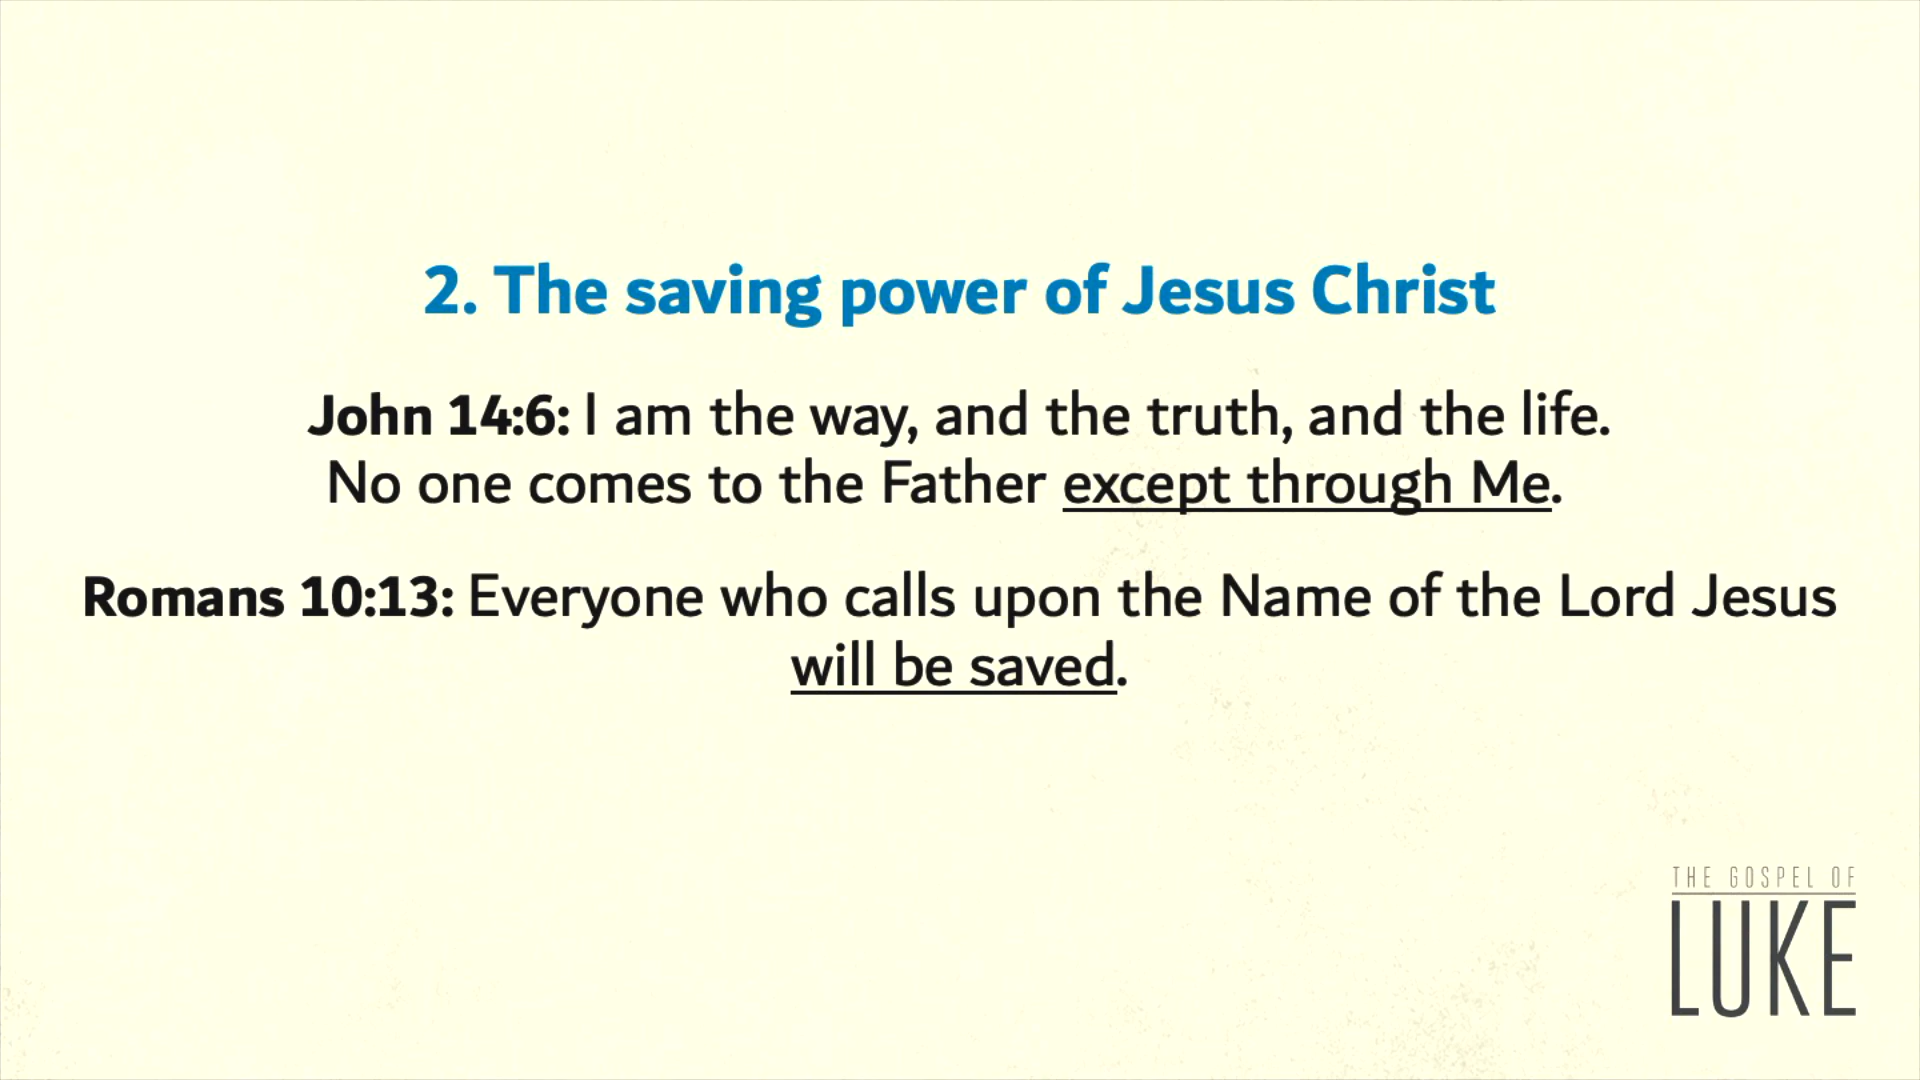 2. The saving power of Jesus Christ
John 14:6: I am the way, and the truth, and the life.
No one comes to the Father except through Me.
Romans 10:13: Everyone who calls upon the Name of the Lord Jesus
will be saved.
THE GOSPEL OF
LUKE